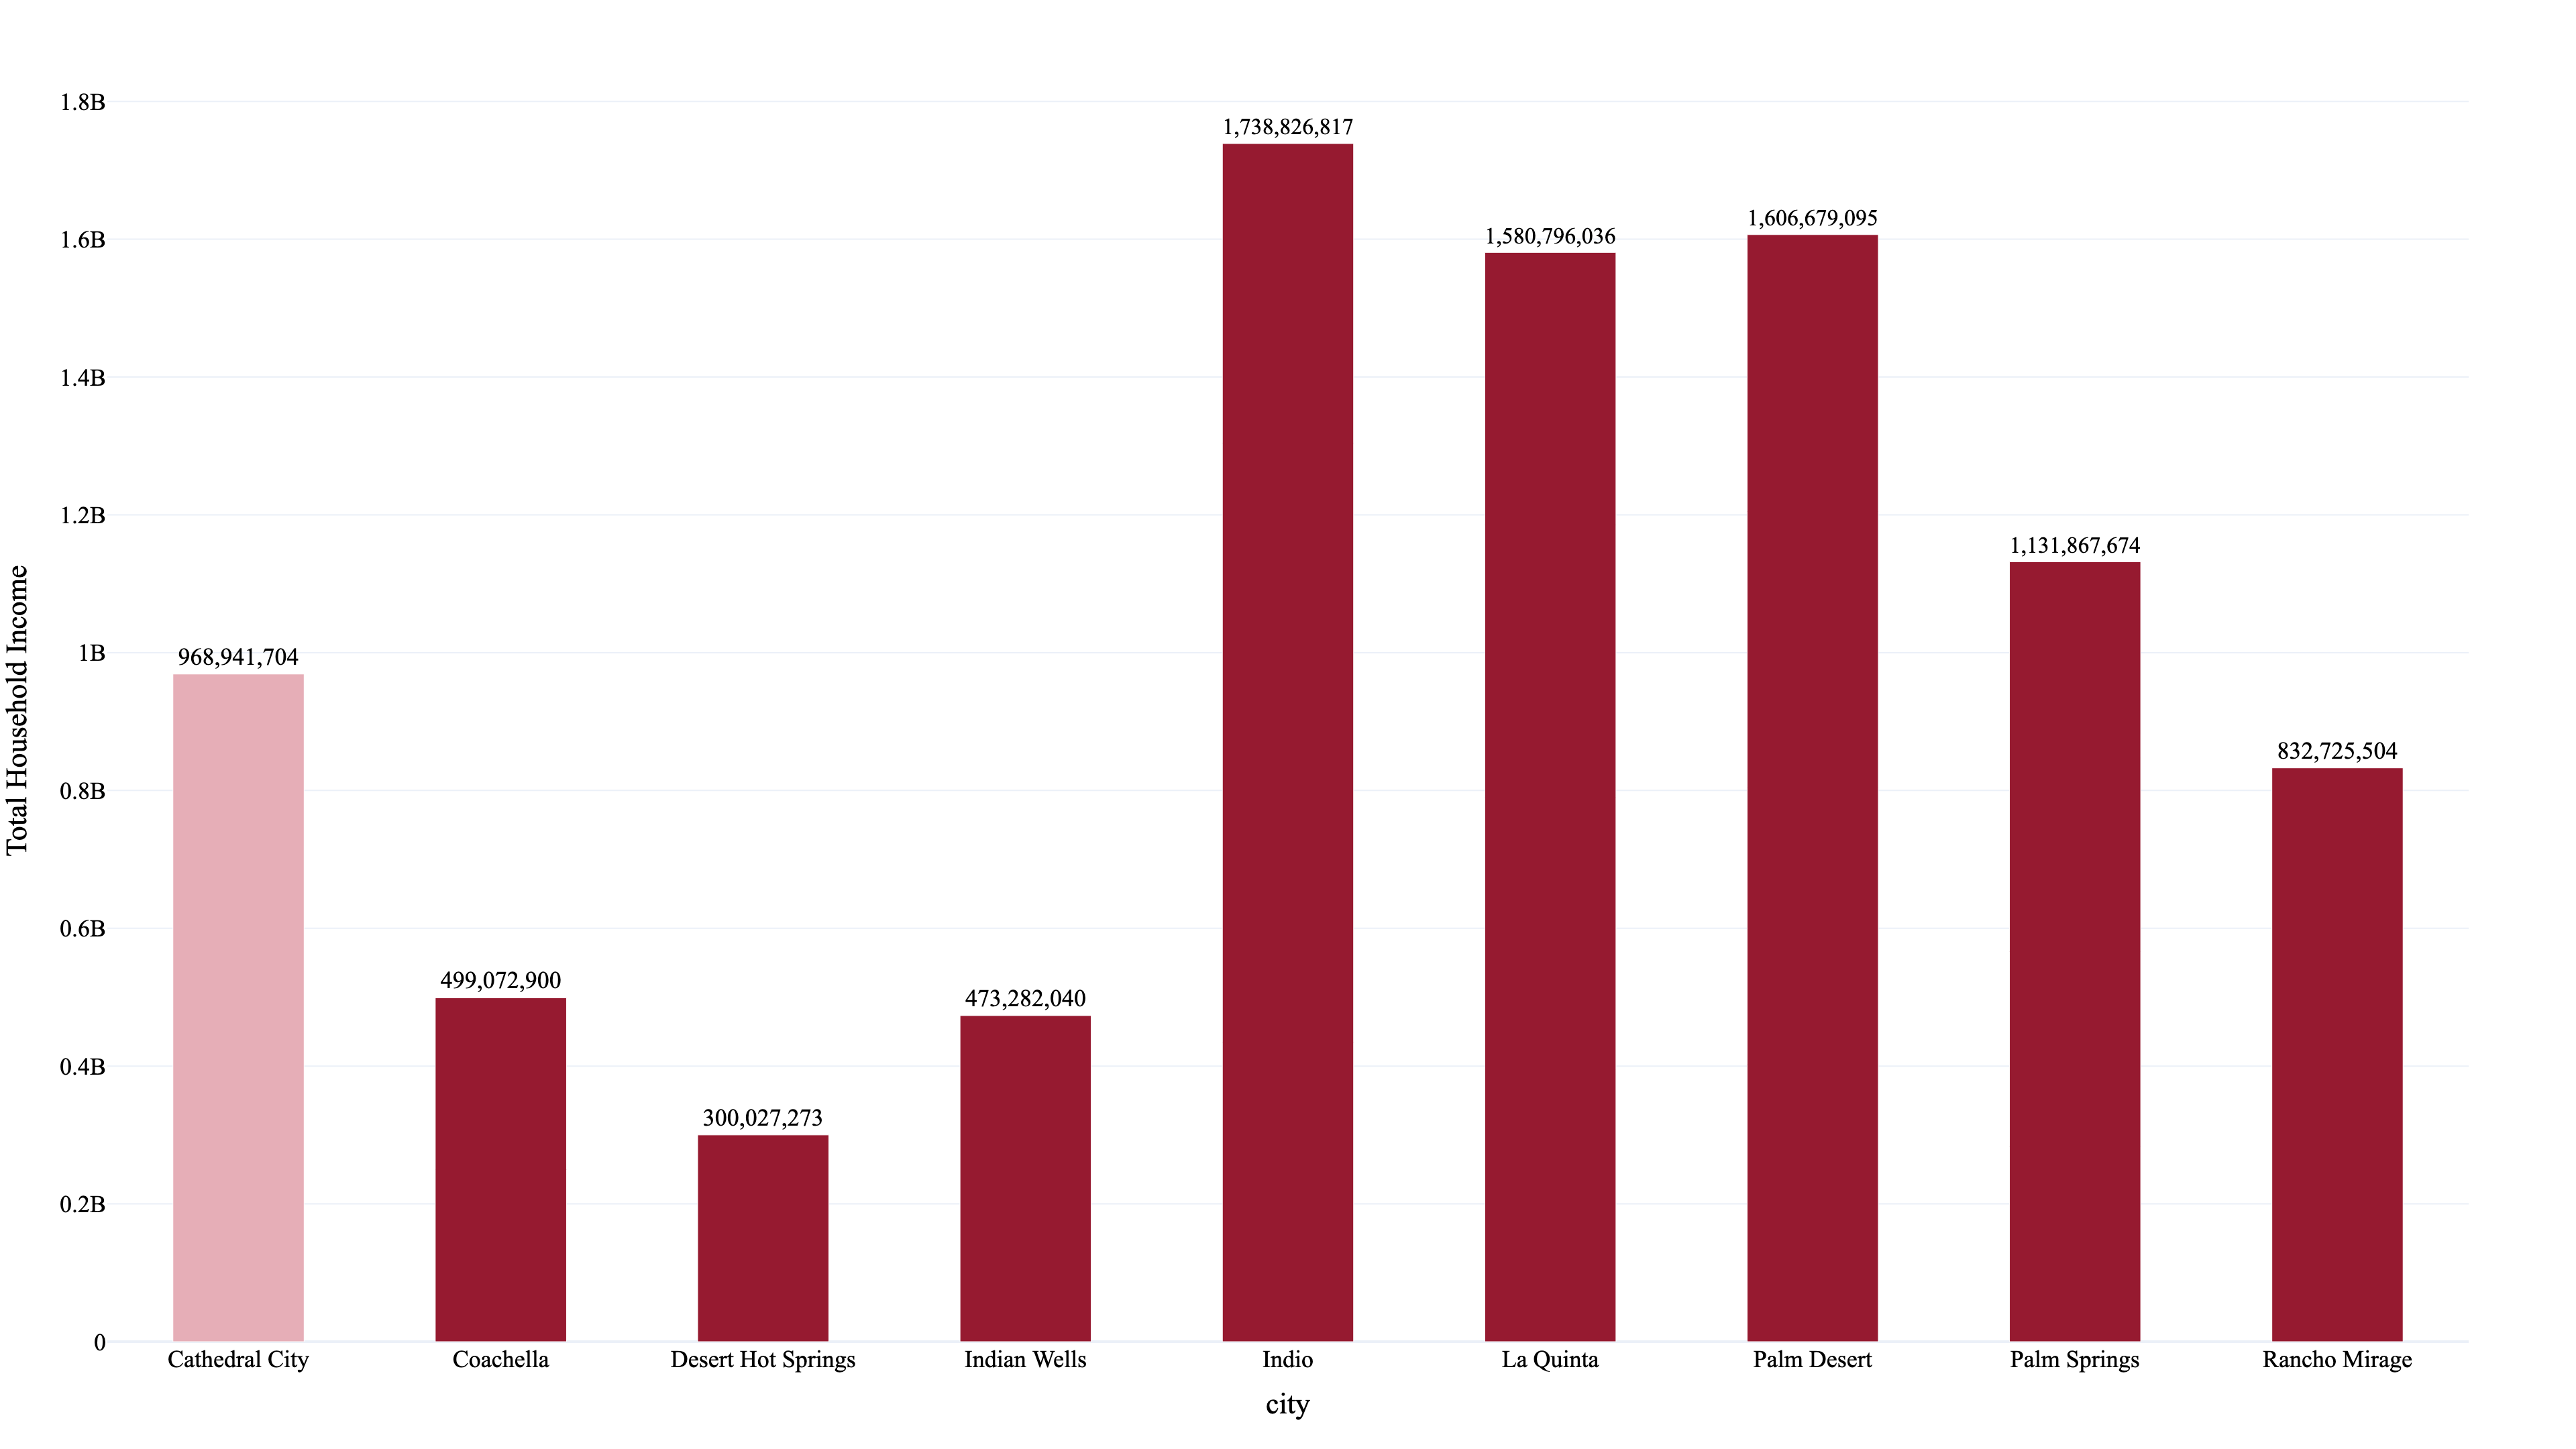 1.8B
1.6B
1.4B
1.2B
1B
0.8B
0.6B
0.4B
0.2B
0
Total Household Income
968,941,704
499,072,900
300,027,273
473,282,040
1,738,826,817
1,580,796,036
1,606,679,095
1,131,867,674
832,725,504
Cathedral City
Coachella
Desert Hot Springs
Indian Wells
Indio
La Quinta
Palm Desert
Palm Springs
Rancho Mirage
city